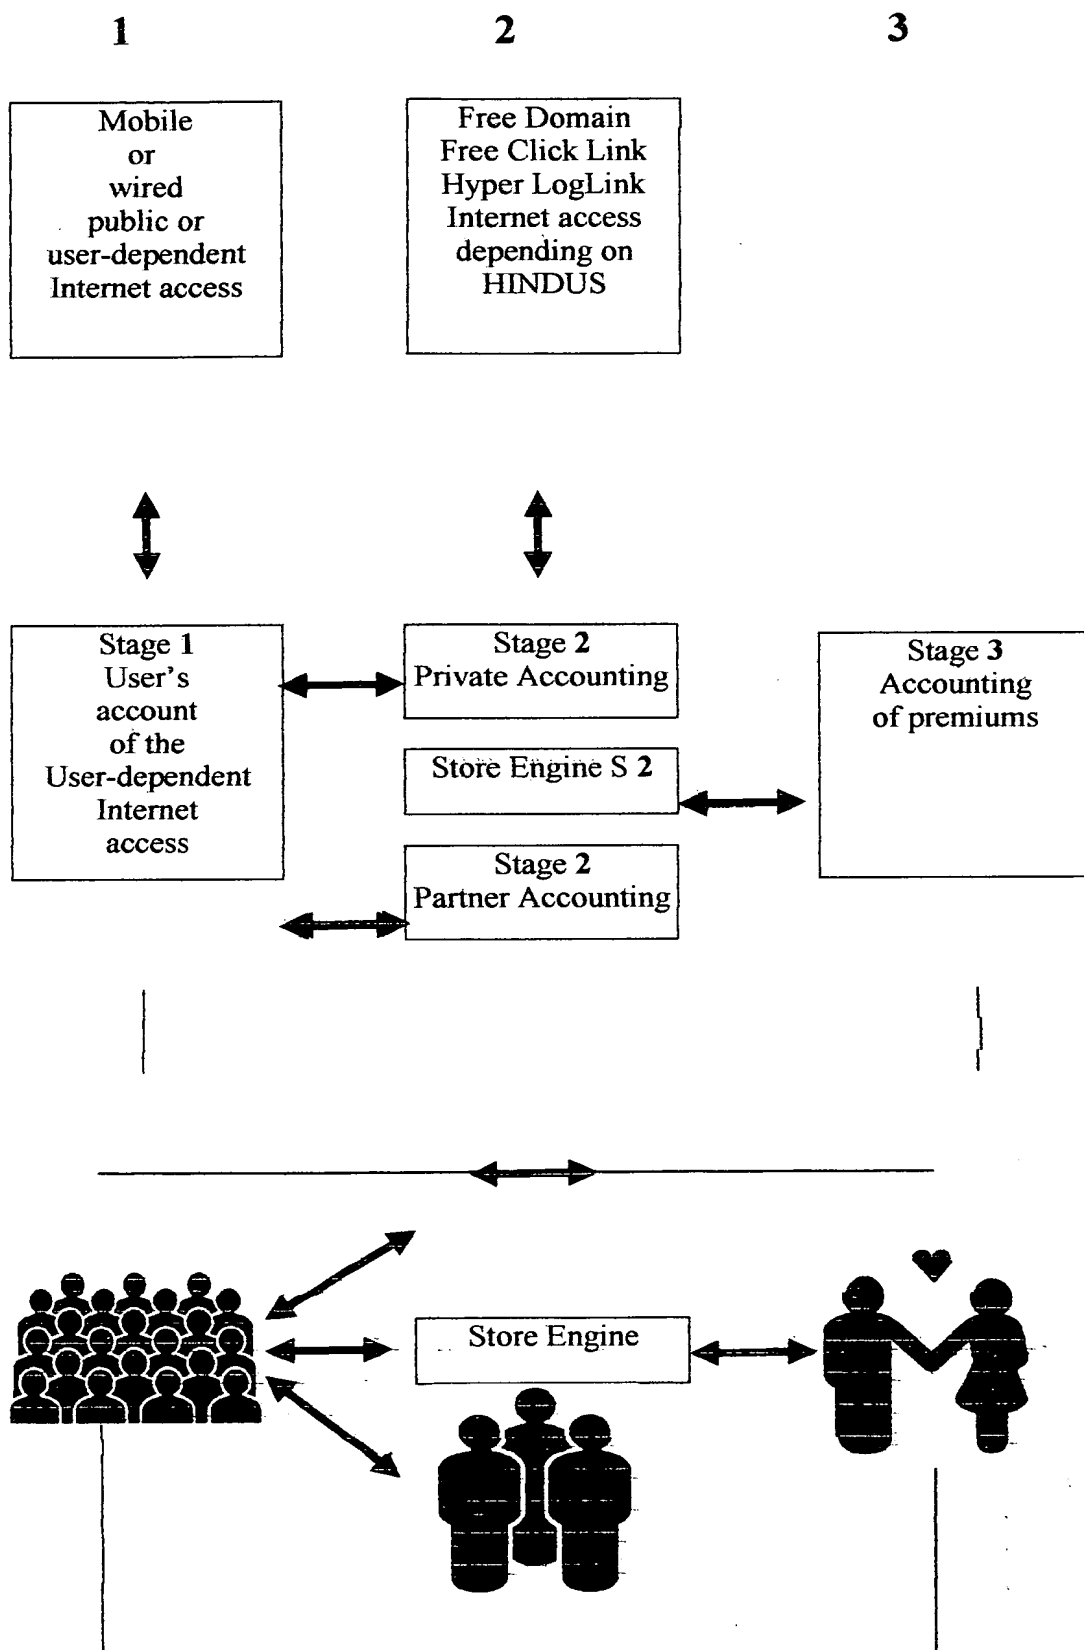 1
2
3
Mobile
or
wired
public or
user-dependent
Internet access
Free Domain
Free Click Link
Hyper LogLink
Internet access
depending on
HINDUS
Stage 1
User's
account
of the
User-dependent
Internet
access
Stage 2
Private Accounting
Store Engine S 2
Stage 2
Partner Accounting
Stage 3
Accounting
of premiums
Store Engine